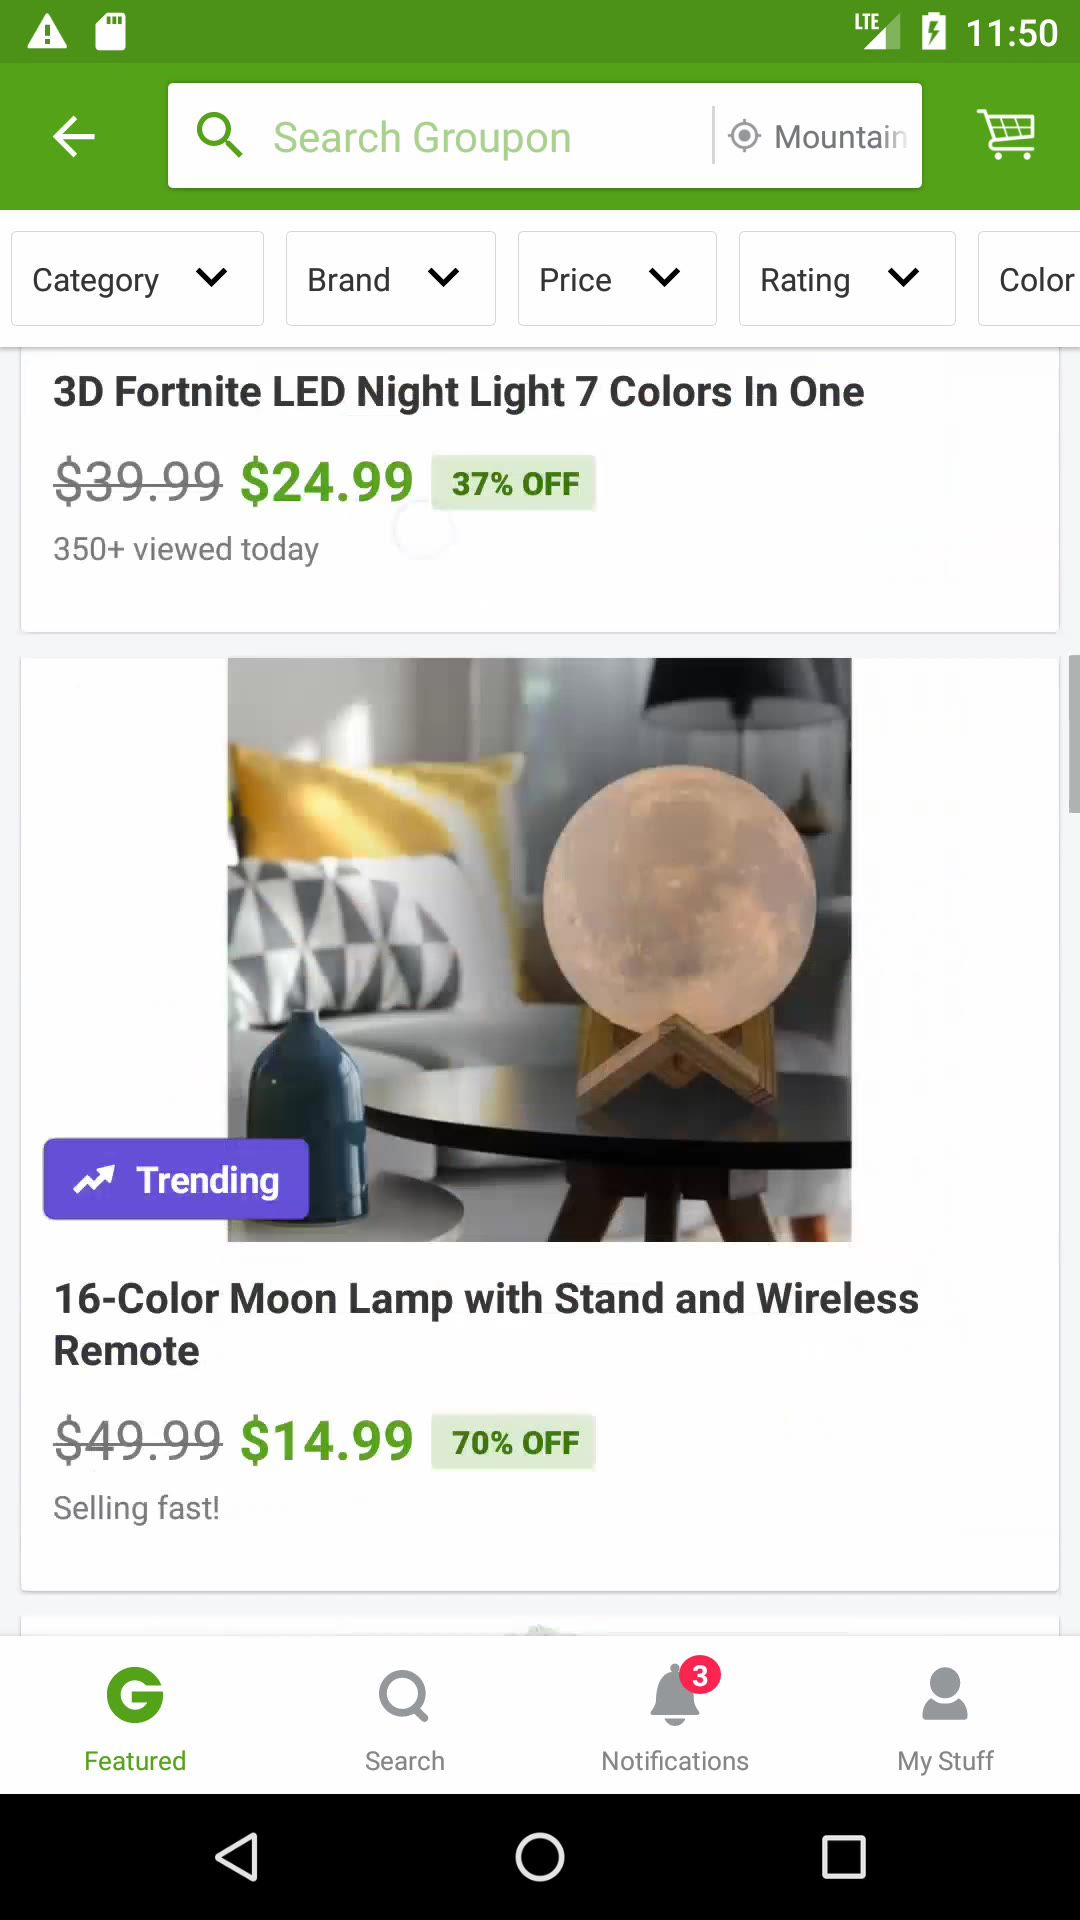 LTE 11:50
Search Groupon Mountain
Category Brand Price Rating Color
3D Fortnite LED Night Light 7 Colors In One
$39.99 $24.99 37% OFF
350+ viewed today
Trending
16-Color Moon Lamp with Stand and Wireless
Remote
$49.99 $14.99 70% OFF
Selling fast!
3
Featured Search Notifications My Stuff